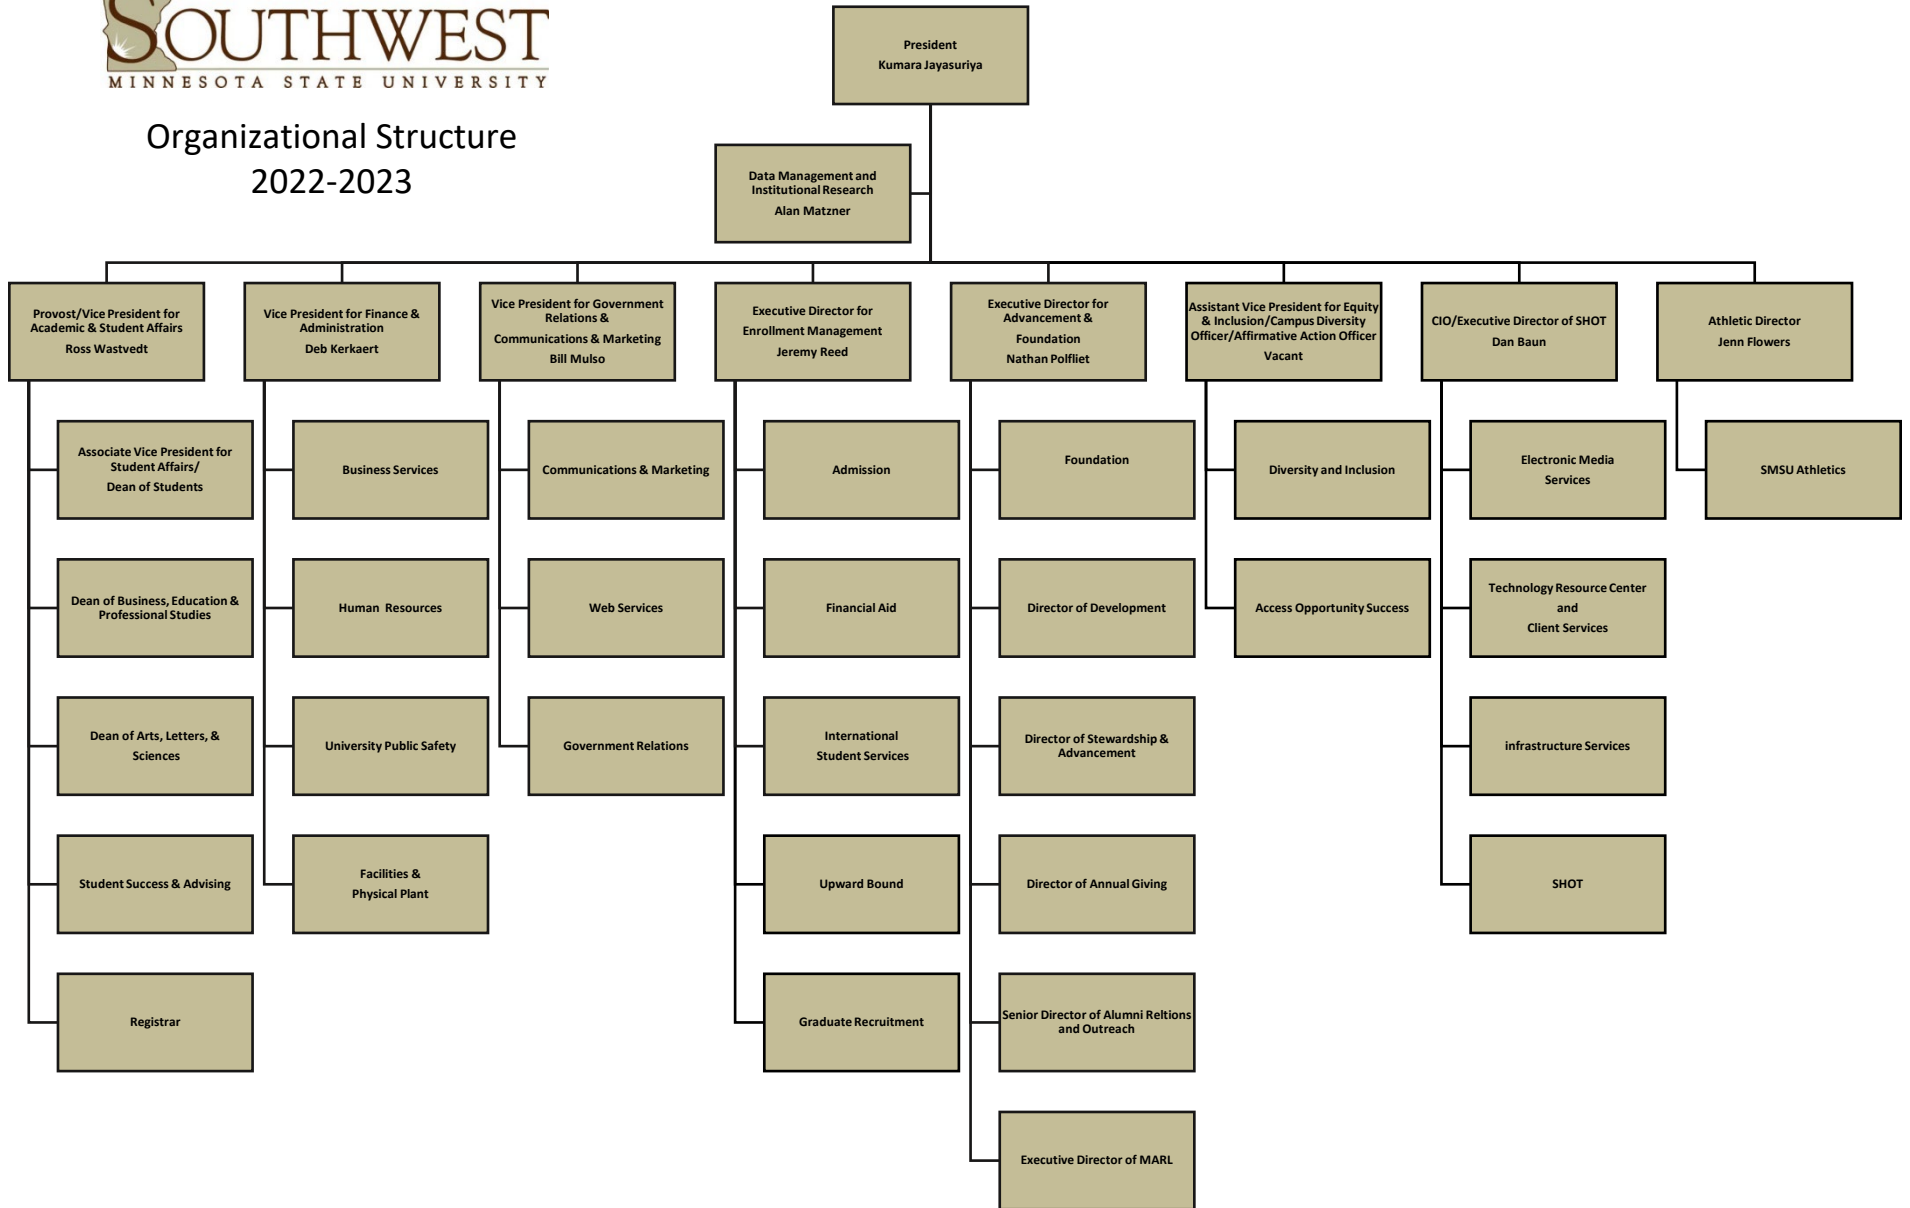 SOUTHWEST
MINNESOTA STATE UNIVERSITY
Organizational Structure
2022-2023
President
Kumara Jayasuriya
Data Management and
Institutional Research
Alan Matzner
Provost/Vice President for
Academic & Student Affairs
Ross Wastvedt
Vice President for Finance &
Administration
Deb Kerkaert
Vice President for Government
Relations &
Communications & Marketing
Bill Mulso
Executive Director for
Enrollment Management
Jeremy Reed
Executive Director for
Advancement &
Foundation
Nathan Polfliet
Assistant Vice President for Equity
& Inclusion/Campus Diversity
Officer/Affirmative Action Officer
Vacant
CIO/Executive Director of SHOT
Dan Baun
Athletic Director
Jenn Flowers
Associate Vice President for
Student Affairs/
Dean of Students
Business Services
Communications & Marketing
Admission
Foundation
Diversity and Inclusion
Electronic Media
Services
SMSU Athletics
Dean of Business, Education &
Professional Studies
Human Resources
Web Services
Financial Aid
Director of Development
Access Opportunity Success
Technology Resource Center
and
Client Services
Dean of Arts, Letters, &
Sciences
University Public Safety
Government Relations
International
Student Services
Director of Stewardship &
Advancement
infrastructure Services
Student Success & Advising
Facilities &
Physical Plant
Upward Bound
Director of Annual Giving
SHOT
Registrar
Graduate Recruitment
Senior Director of Alumni Reltions
and Outreach
Executive Director of MARL